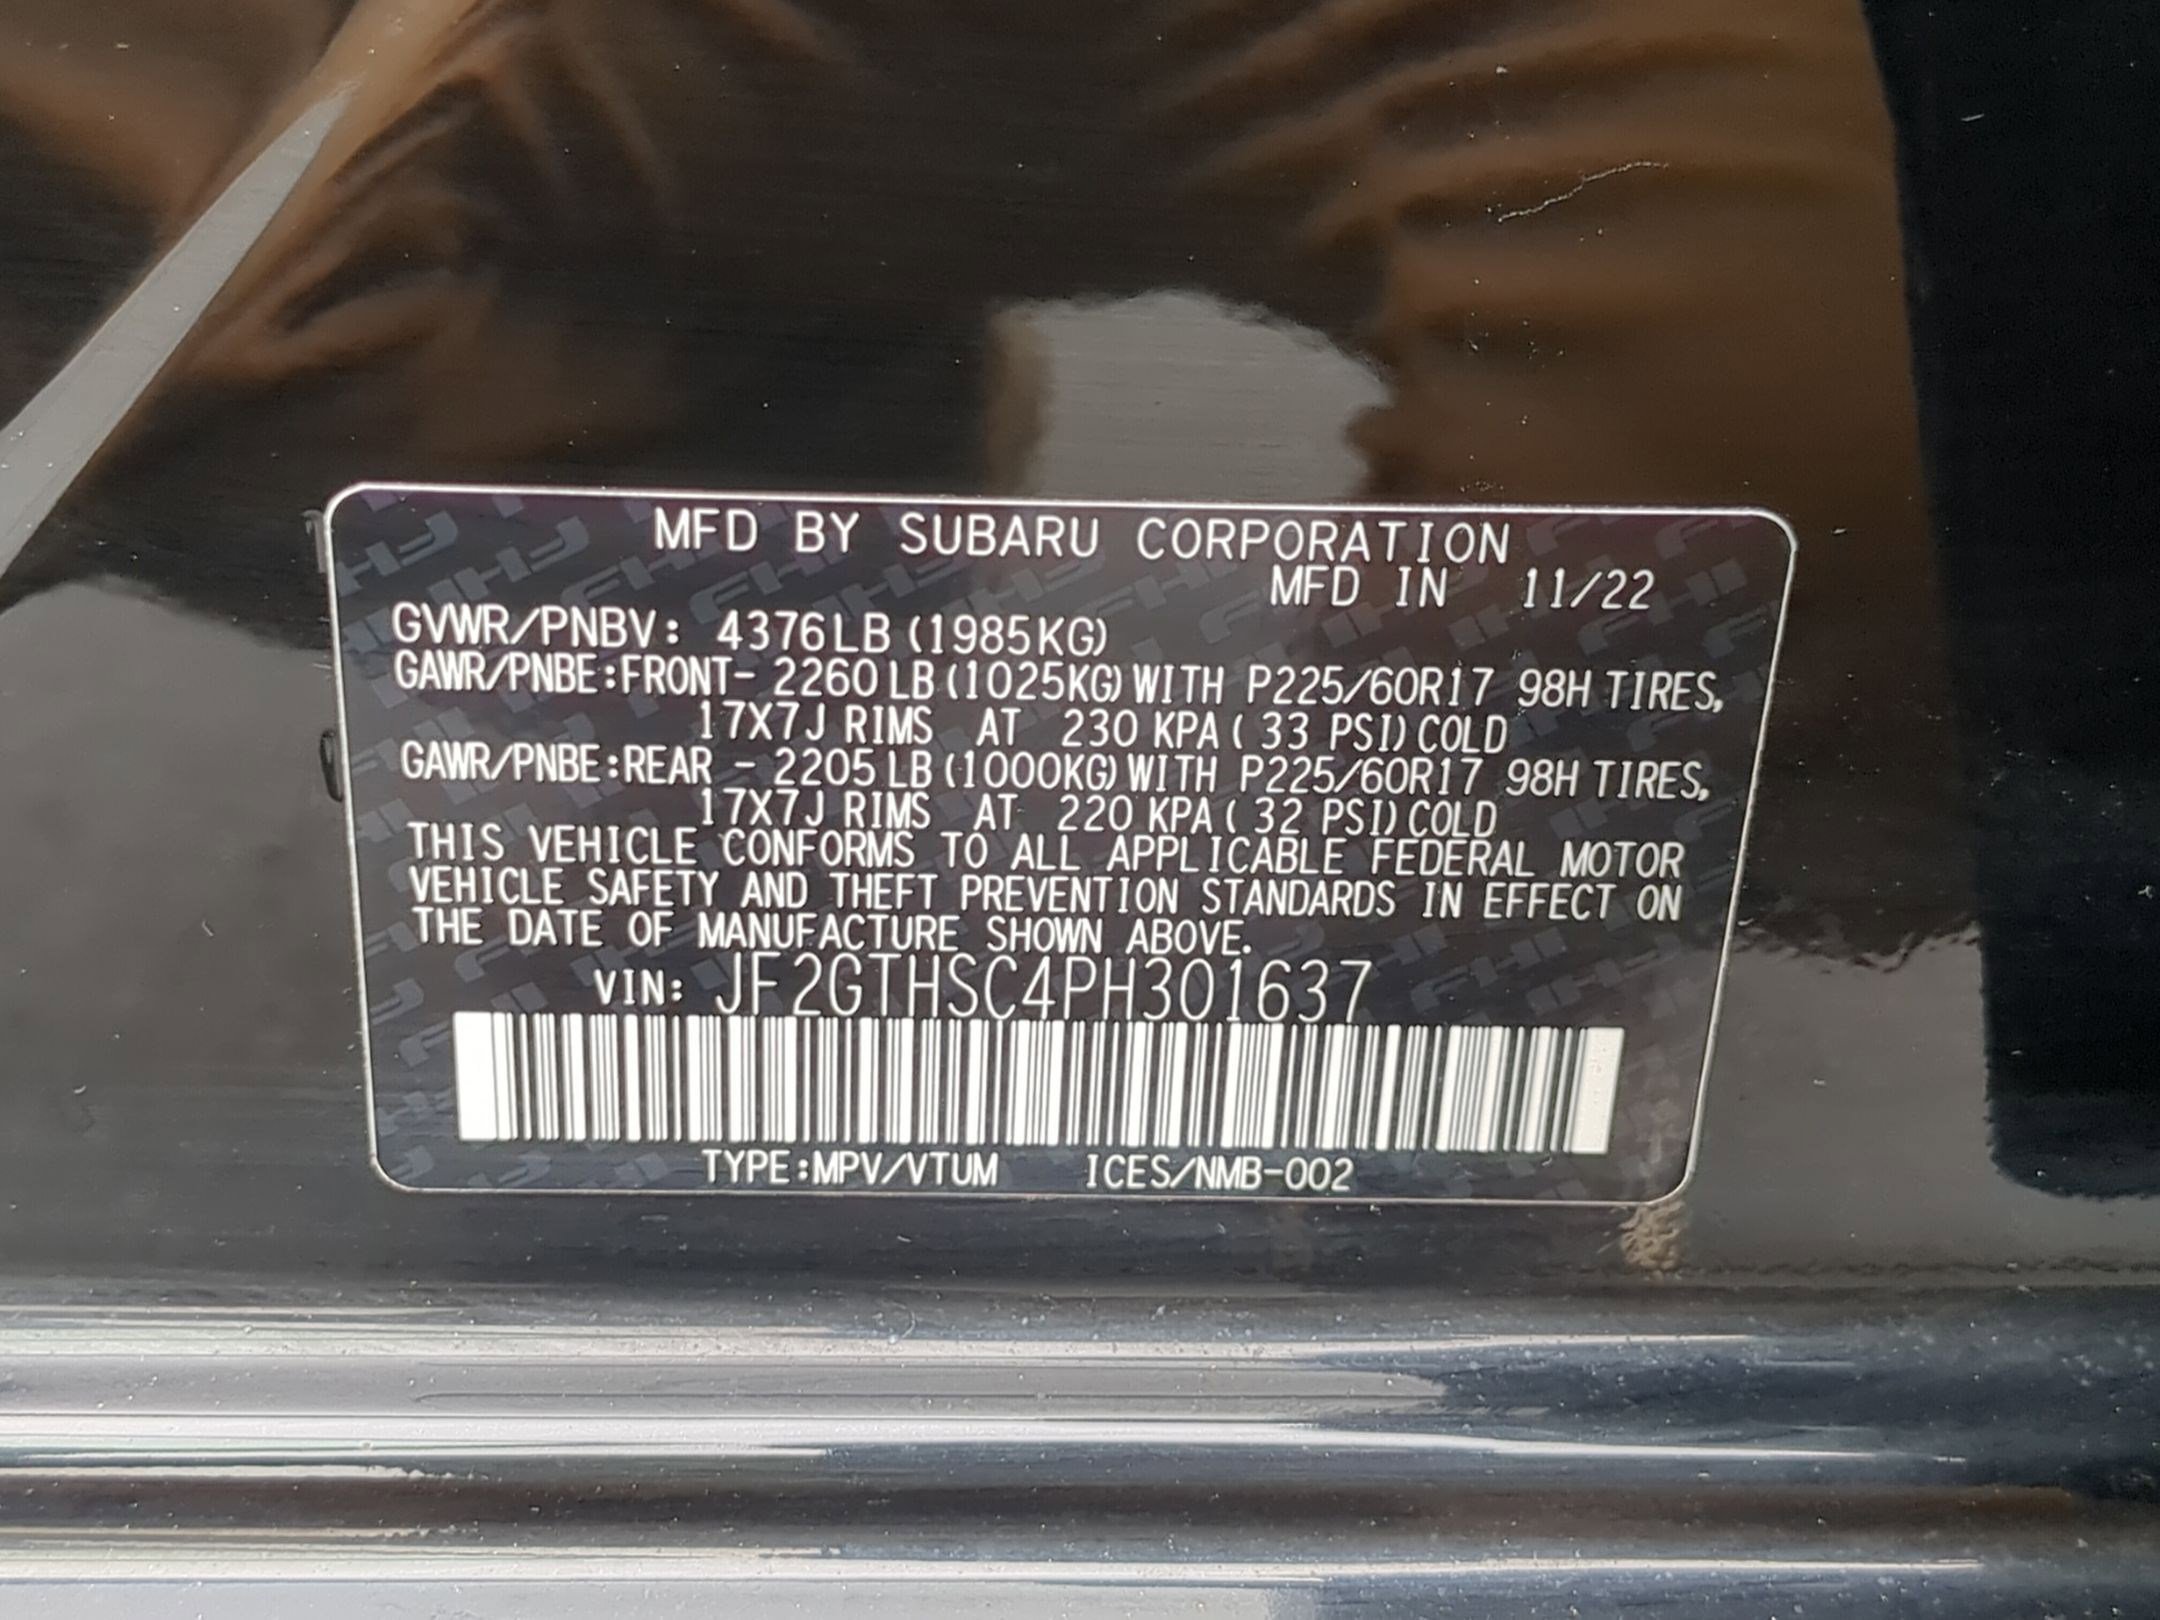 MFD BY SUBARU CORPORATION
MFD IN 11/22
GVWR/PNBV: 4376LB (1985KG)
GAWR/PNBE:FRONT- 2260 LB (1025KG) WITH P225/60R17 98H TIRES,
17X7J RIMS AT 230 KPA ( 33 PSI) COLD
GAWR/PNBE:REAR - 2205 LB (1000KG) WITH P225/60R17 98H TIRES,
17X7J RIMS AT 220 KPA ( 32 PSI) COLD
THIS VEHICLE CONFORMS TO ALL APPLICABLE FEDERAL MOTOR
VEHICLE SAFETY AND THEFT PREVENTION STANDARDS IN EFFECT ON
THE DATE OF MANUFACTURE SHOWN ABOVE.
VIN: JF2GTHSC4PH301637
TYPE:MPV/VTUM ICES/NMB-002